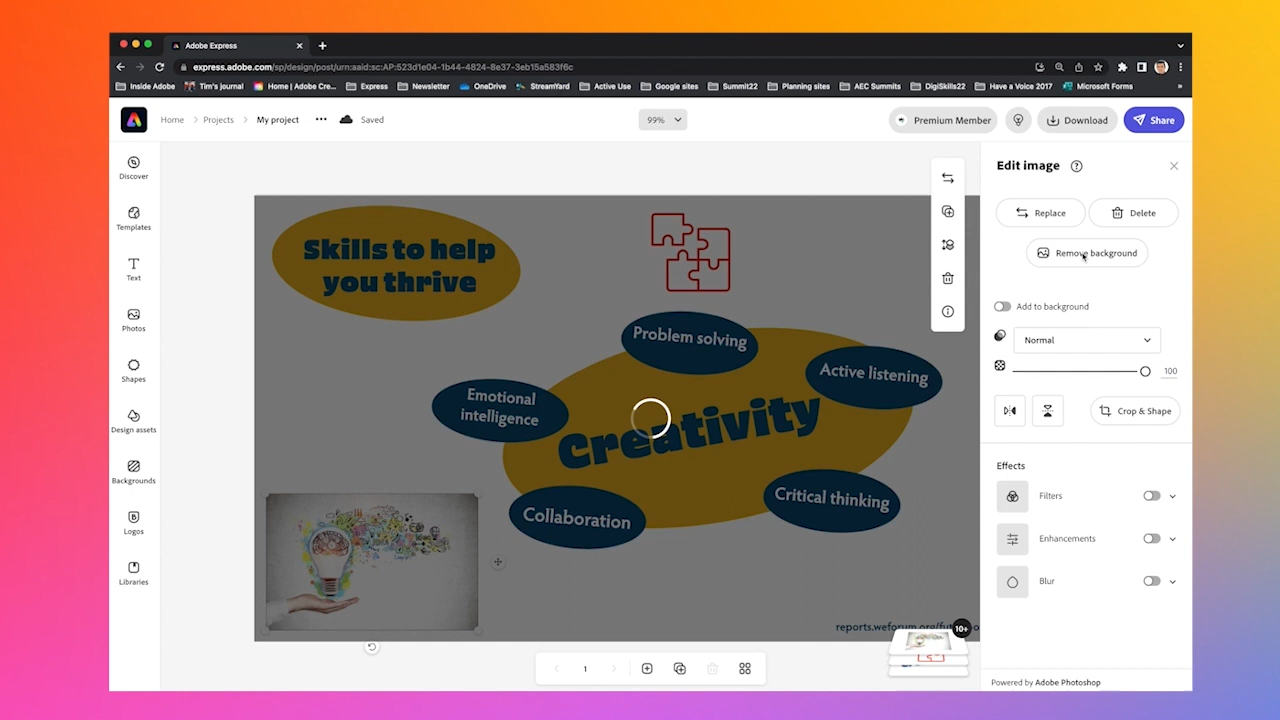 Adobe Express
express.adobe.com/sp/design/post/urn:aaid:sc:AP:523d1e04-1b44-4824-8e37-3eb15a583f6c
Inside Adobe Tim's journal Home | Adobe Cre... Express Newsletter OneDrive StreamYard Active Use Google sites Summit22 Planning sites AEC Summits DigiSkills22 Have a Voice 2017 Microsoft Forms »
Home Projects My project ••• Saved 99% Premium Member Download Share
Discover
Templates
Text
Photos
Shapes
Design assets
Backgrounds
Logos
Libraries
Skills to help
you thrive
Problem solving
Active listening
Emotional
intelligence
Creativity
Critical thinking
Collaboration
reports.weforum.org/fut
10+
1
Edit image
Replace Delete
Remove background
Add to background
Normal
100
Crop & Shape
Effects
Filters
Enhancements
Blur
Powered by Adobe Photoshop